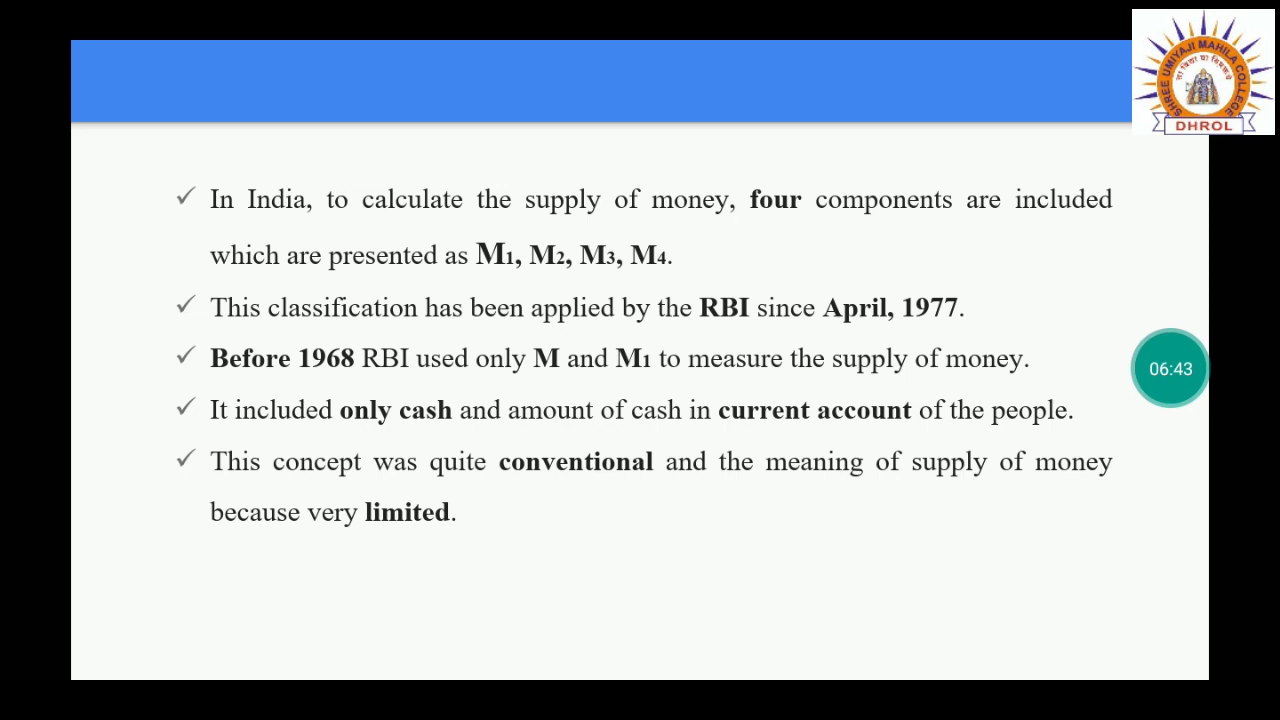 SHREE UMIYAJI MAHILA COLLEGE
DHROL
✓ In India, to calculate the supply of money, four components are included
which are presented as M1, M2, M3, M4.
✓ This classification has been applied by the RBI since April, 1977.
✓ Before 1968 RBI used only M and M1 to measure the supply of money.
06:43
✓ It included only cash and amount of cash in current account of the people.
✓ This concept was quite conventional and the meaning of supply of money
because very limited.